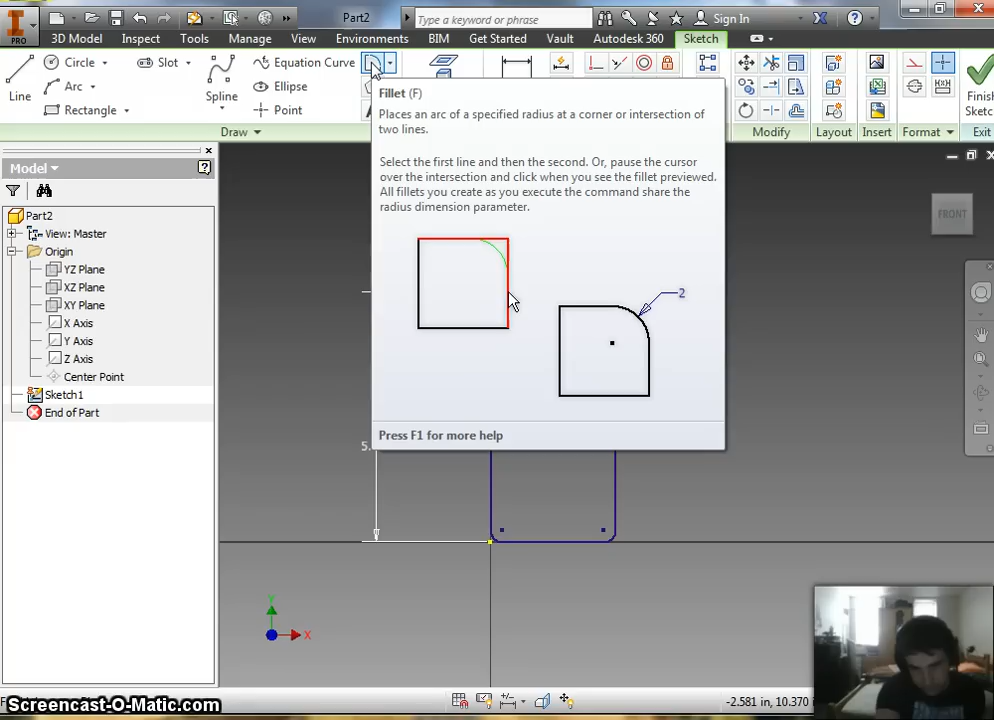 Part2
Type a keyword or phrase
Sign In
PRO
3D Model
Inspect
Tools
Manage
View
Environments
BIM
Get Started
Vault
Autodesk 360
Sketch
Line
Circle
Arc
Rectangle
Slot
Spline
Equation Curve
Ellipse
Point
Draw
Modify
Layout
Insert
Format
Finish
Sketc
Exit
Fillet (F)
Places an arc of a specified radius at a corner or intersection of
two lines.
Select the first line and then the second. Or, pause the cursor
over the intersection and click when you see the fillet previewed.
All fillets you create as you execute the command share the
radius dimension parameter.
2
Press F1 for more help
Model
Part2
View: Master
Origin
YZ Plane
XZ Plane
XY Plane
X Axis
Y Axis
Z Axis
Center Point
Sketch1
End of Part
FRONT
5.
Y
X
-2.581 in, 10.370
Screencast-O-Matic.com